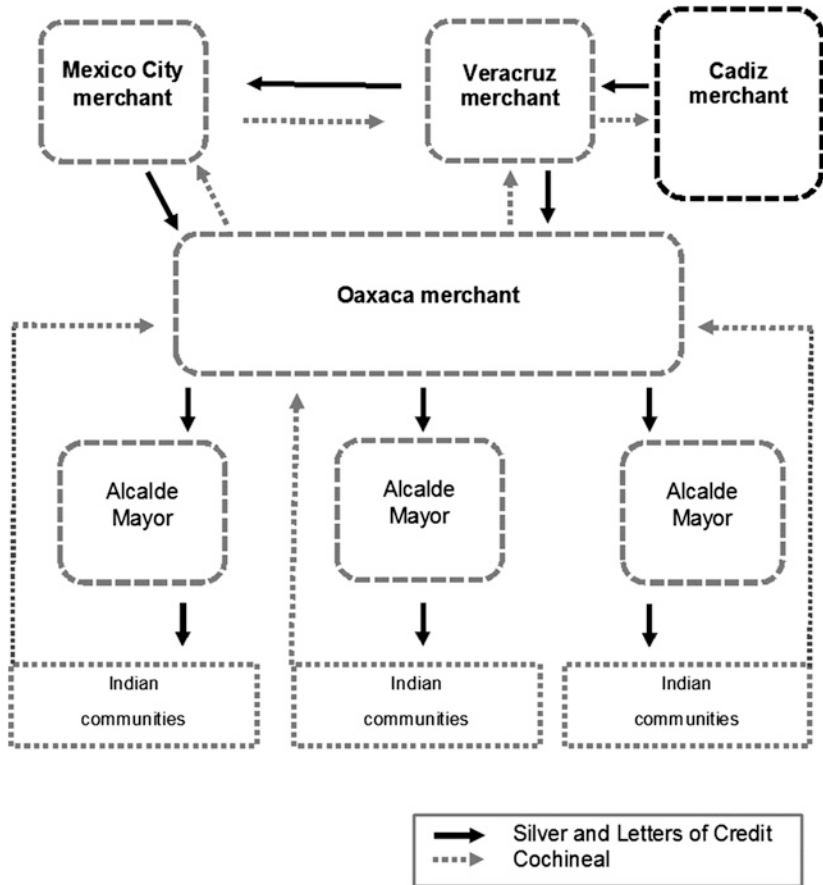 Mexico City
merchant
Veracruz
merchant
Cadiz
merchant
Oaxaca merchant
Alcalde
Mayor
Alcalde
Mayor
Alcalde
Mayor
Indian
communities
Indian
communities
Indian
communities
Silver and Letters of Credit
Cochineal